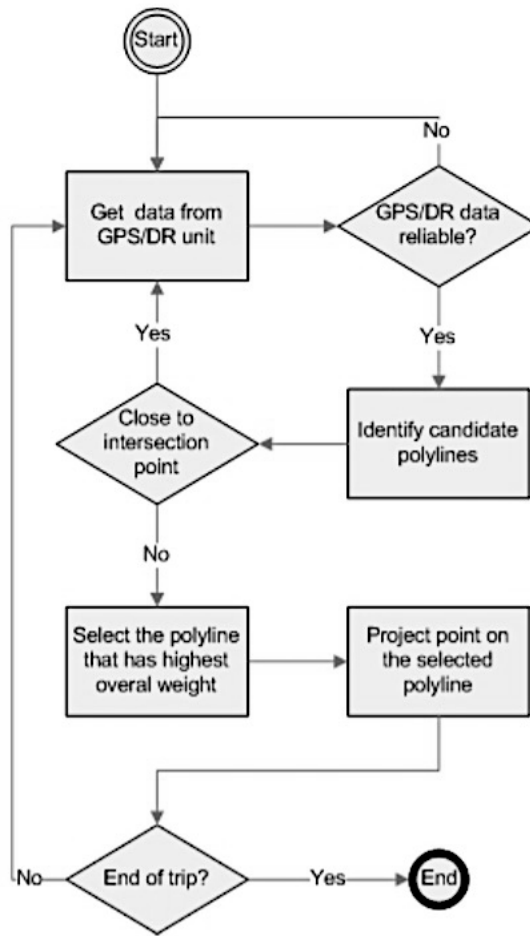 Start
No
Get data from
GPS/DR unit
GPS/DR data
reliable?
Yes
Yes
Close to
intersection
point
Identify candidate
polylines
No
Select the polyline
that has highest
overal weight
Project point on
the selected
polyline
No
End of trip?
Yes
End